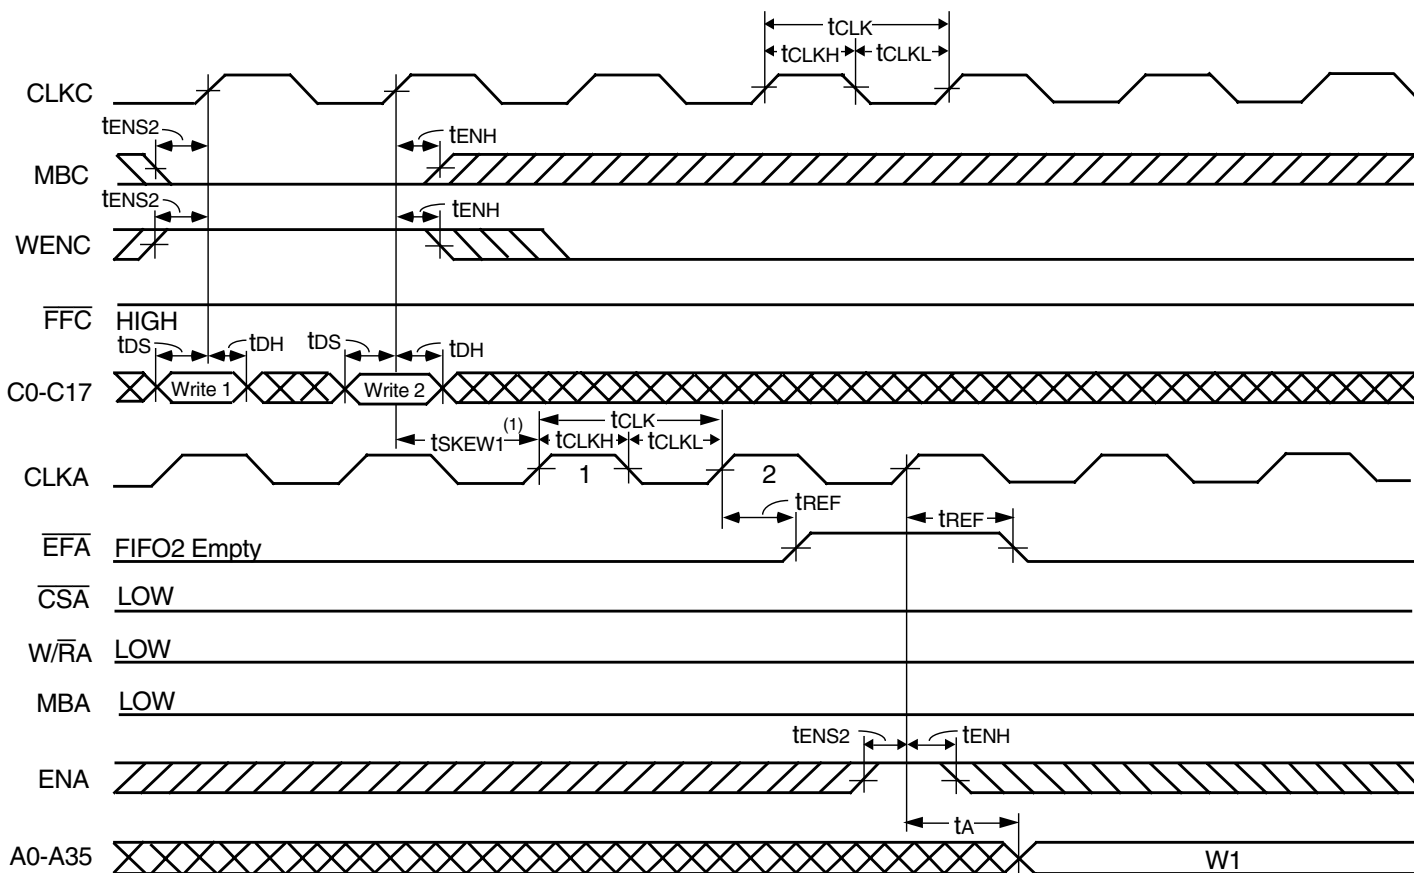 tCLK
tCLKH tCLKL
CLKC
tENS2 tENH
MBC
tENS2 tENH
WENC
FFC HIGH
tDS tDH tDS tDH
C0-C17 Write 1 Write 2
tSKEW1 (1) tCLK
tCLKH tCLKL
CLKA 1 2
tREF tREF
EFA FIFO2 Empty
CSA LOW
W/RA LOW
MBA LOW
tENS2 tENH
ENA
tA
A0-A35 W1